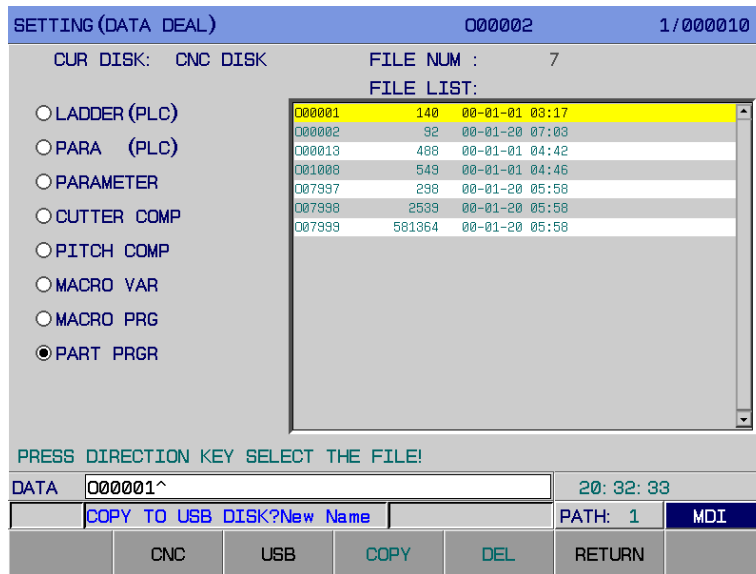 SETTING(DATA DEAL) O00002 1/000010
CUR DISK: CNC DISK FILE NUM : 7
FILE LIST:
LADDER(PLC)
PARA (PLC)
PARAMETER
CUTTER COMP
PITCH COMP
MACRO VAR
MACRO PRG
PART PRGR
O00001 140 00-01-01 03:17
O00002 92 00-01-20 07:03
O00013 488 00-01-01 04:42
O01008 549 00-01-01 04:46
O07997 298 00-01-20 05:58
O07998 2539 00-01-20 05:58
O07999 581364 00-01-20 05:58
PRESS DIRECTION KEY SELECT THE FILE!
DATA O00001^ 20:32:33
COPY TO USB DISK?New Name PATH: 1 MDI
CNC USB COPY DEL RETURN